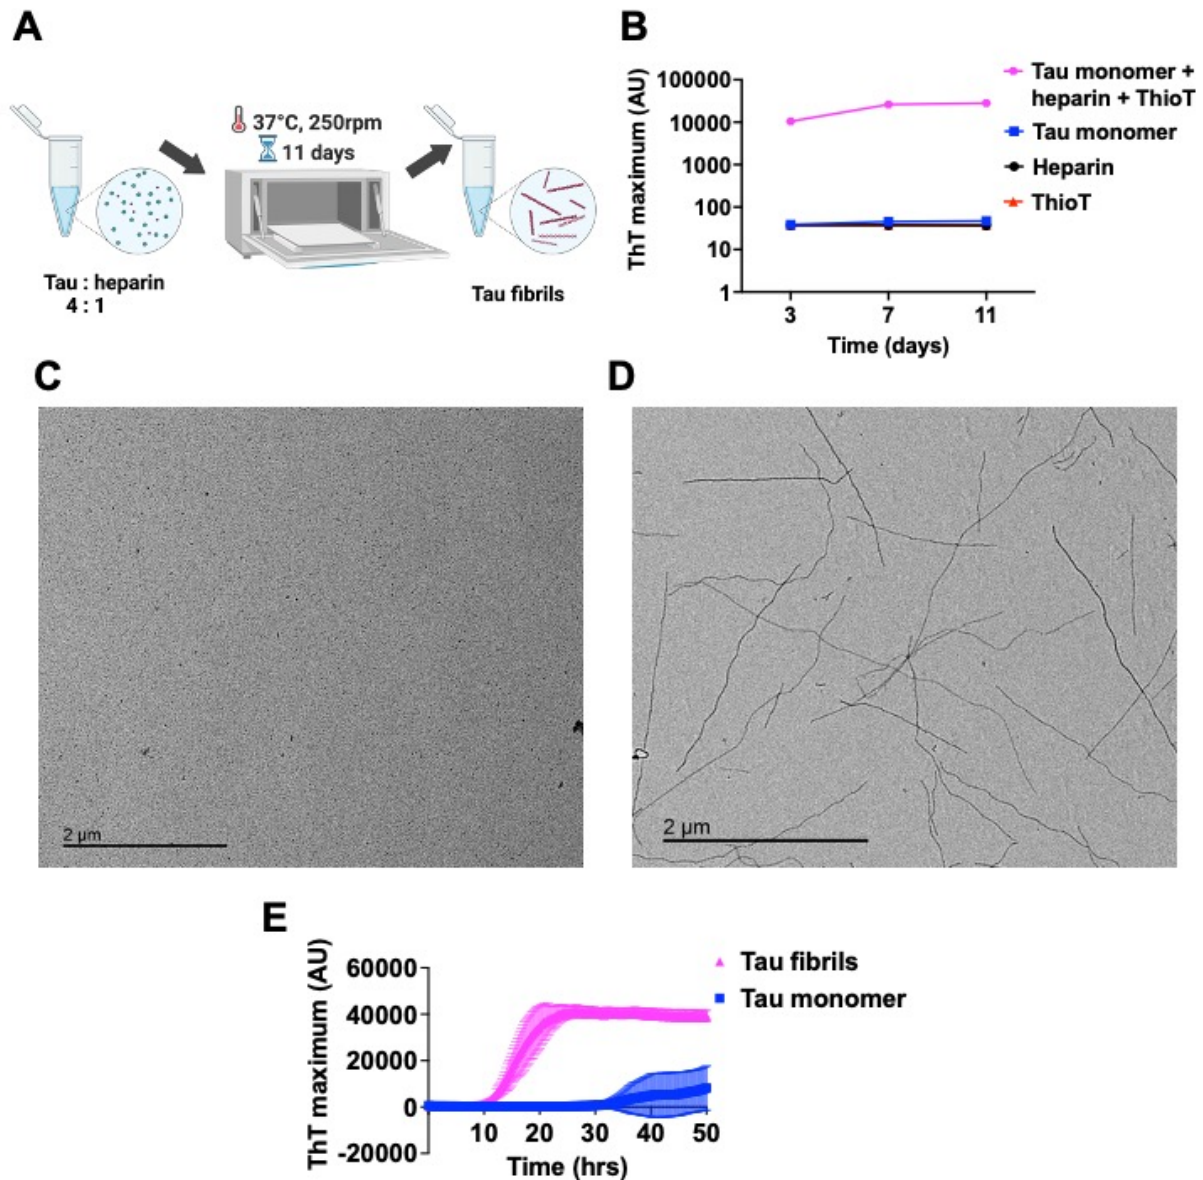 A
37°C, 250rpm
11 days
Tau : heparin
4 : 1
Tau fibrils
B
ThT maximum (AU)
100000
10000
1000
100
10
1
3 7 11
Time (days)
Tau monomer +
heparin + ThioT
Tau monomer
Heparin
ThioT
C
2 µm
D
2 µm
E
ThT maximum (AU)
60000
40000
20000
0
-20000
10 20 30 40 50
Time (hrs)
Tau fibrils
Tau monomer